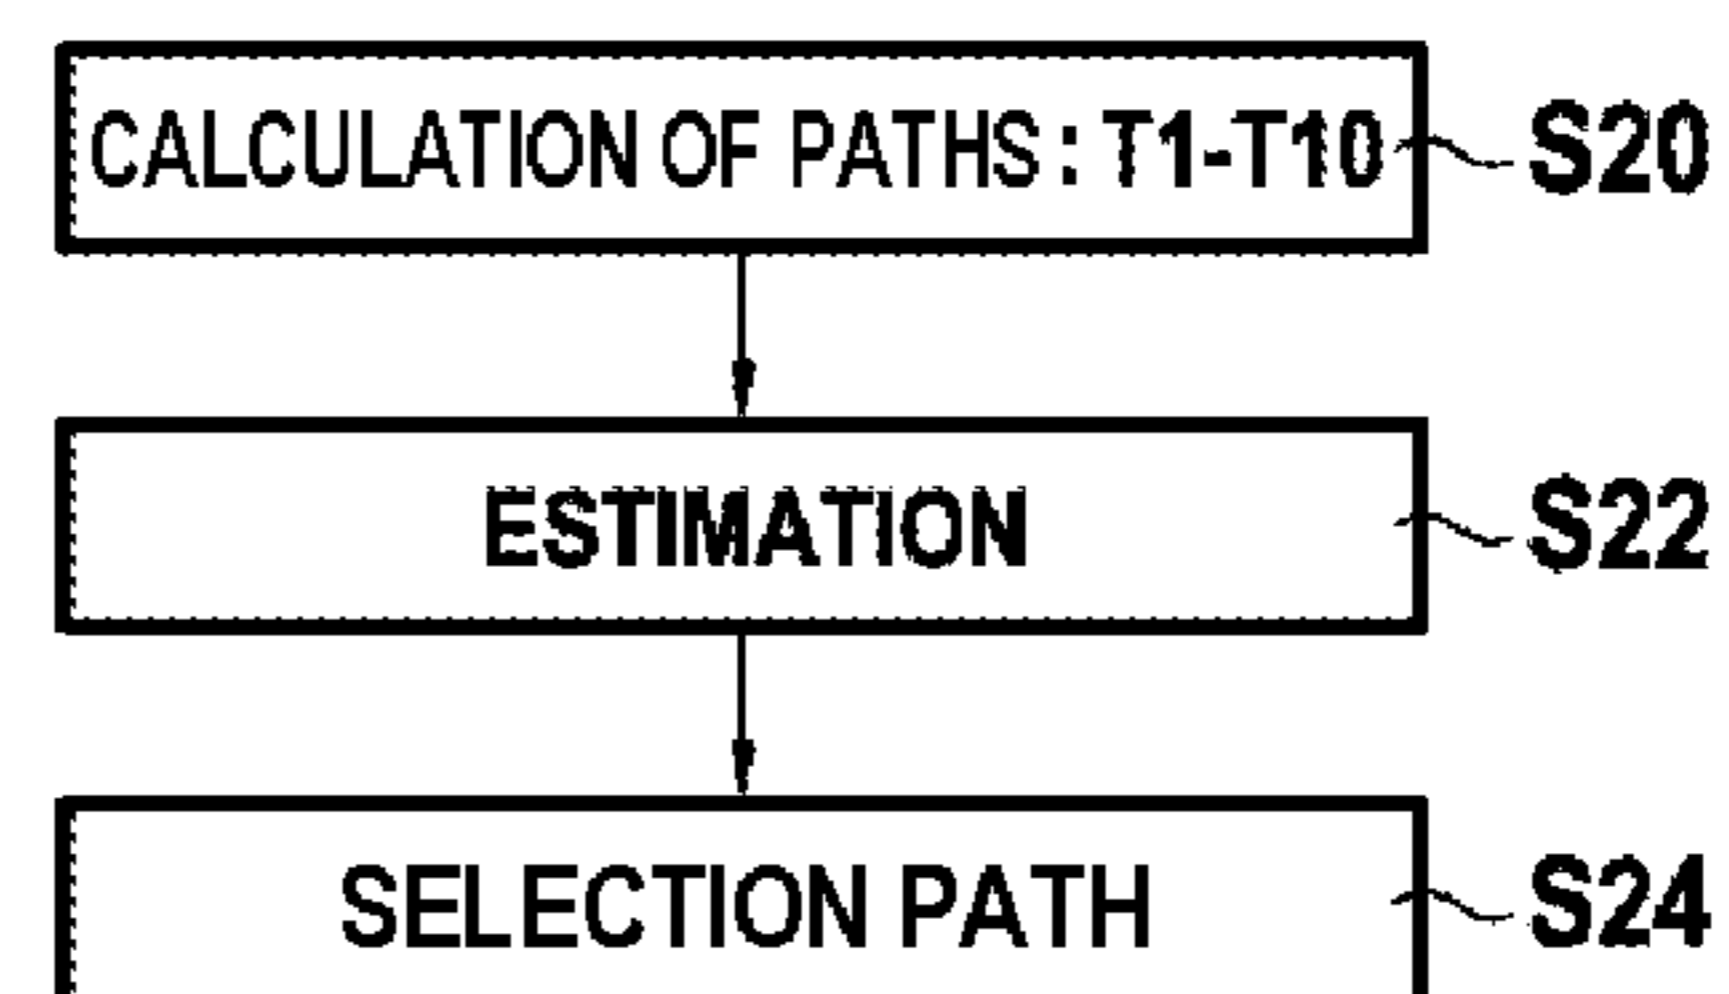 CALCULATION OF PATHS : T1-T10 S20
ESTIMATION S22
SELECTION PATH S24